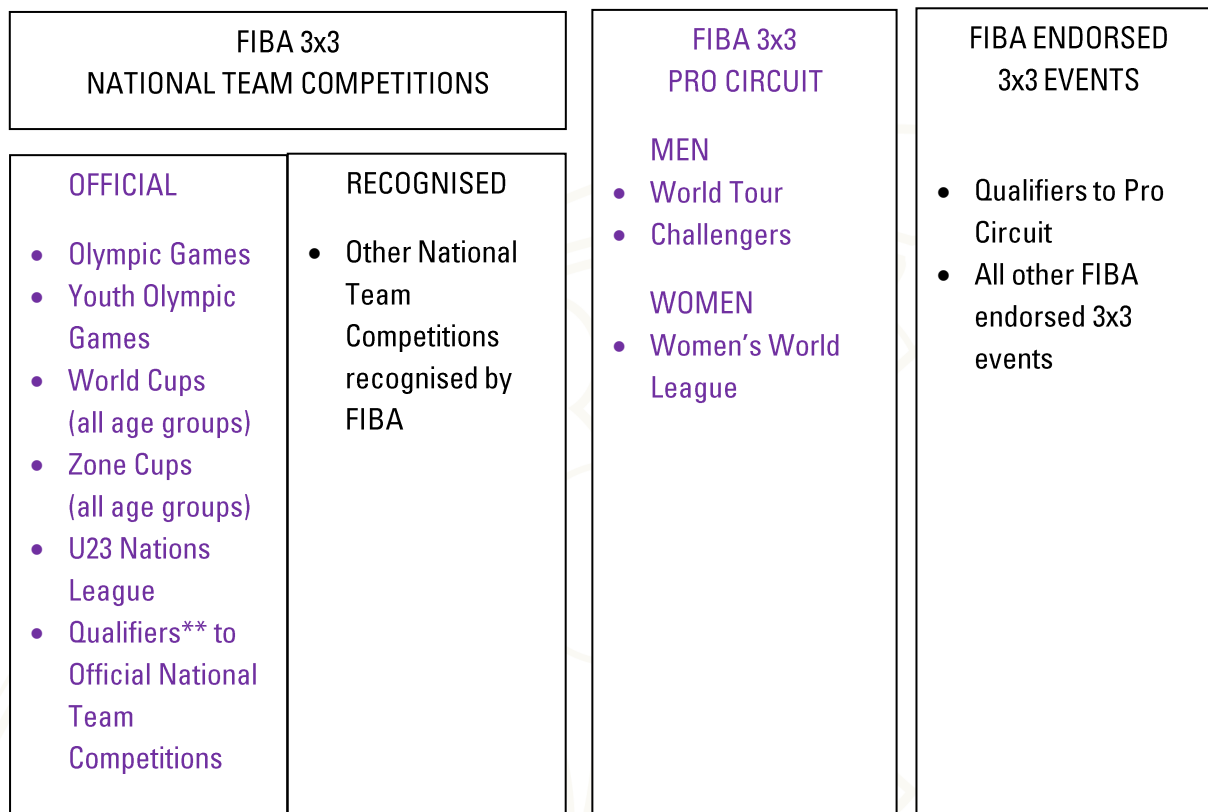 FIBA 3x3
NATIONAL TEAM COMPETITIONS
OFFICIAL
• Olympic Games
• Youth Olympic
Games
• World Cups
(all age groups)
• Zone Cups
(all age groups)
• U23 Nations
League
• Qualifiers** to
Official National
Team
Competitions
RECOGNISED
• Other National
Team
Competitions
recognised by
FIBA
FIBA 3x3
PRO CIRCUIT
MEN
• World Tour
• Challengers
WOMEN
• Women’s World
League
FIBA ENDORSED
3x3 EVENTS
• Qualifiers to Pro
Circuit
• All other FIBA
endorsed 3x3
events